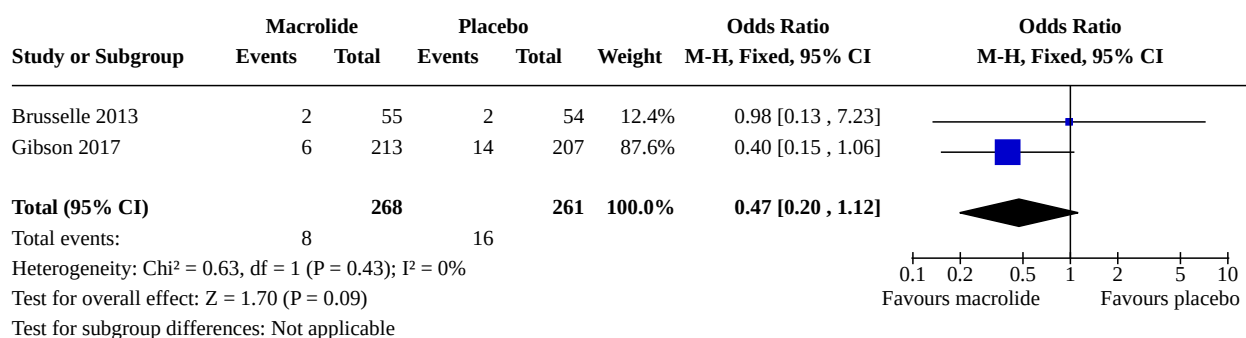 Macrolide Placebo Odds Ratio Odds Ratio
Study or Subgroup Events Total Events Total Weight M-H, Fixed, 95% CI M-H, Fixed, 95% CI
Brusselle 2013 2 55 2 54 12.4% 0.98 [0.13 , 7.23]
Gibson 2017 6 213 14 207 87.6% 0.40 [0.15 , 1.06]
Total (95% CI) 268 261 100.0% 0.47 [0.20 , 1.12]
Total events: 8 16
Heterogeneity: Chi² = 0.63, df = 1 (P = 0.43); I² = 0%
0.1 0.2 0.5 1 2 5 10
Test for overall effect: Z = 1.70 (P = 0.09) Favours macrolide Favours placebo
Test for subgroup differences: Not applicable